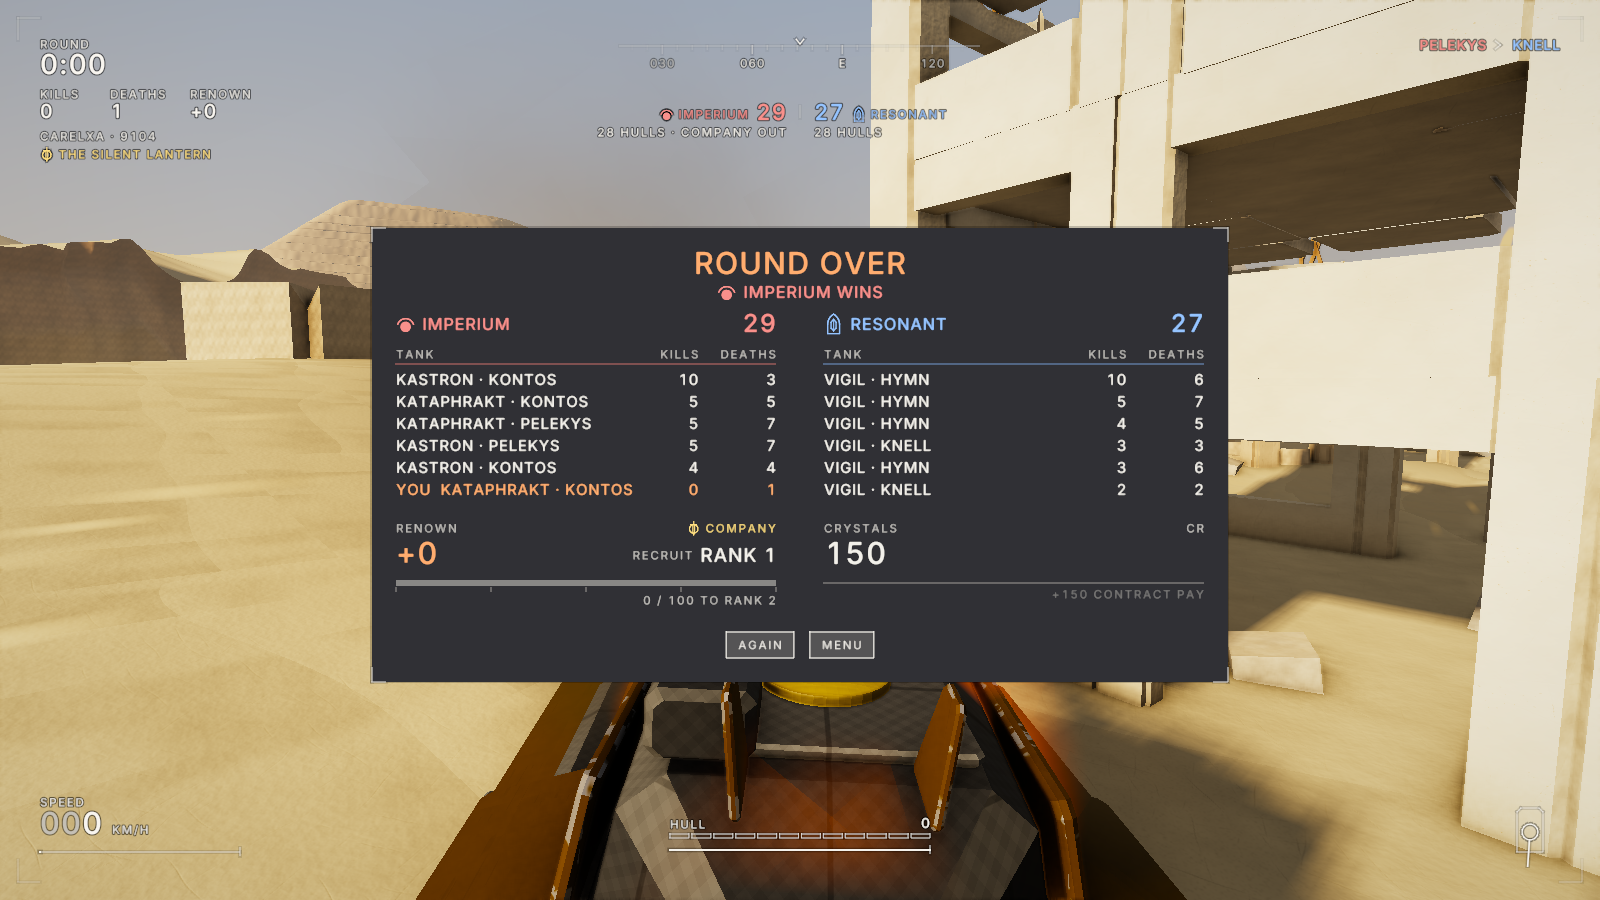 ROUND
0:00
KILLS DEATHS RENOWN
0 1 +0
CARELXA · 9104
THE SILENT LANTERN
030 060 E 120
IMPERIUM 29 27 RESONANT
28 HULLS · COMPANY OUT 28 HULLS
PELEKYS > KNELL
ROUND OVER
IMPERIUM WINS
IMPERIUM 29
TANK KILLS DEATHS
KASTRON · KONTOS 10 3
KATAPHRAKT · KONTOS 5 5
KATAPHRAKT · PELEKYS 5 7
KASTRON · PELEKYS 5 7
KASTRON · KONTOS 4 4
YOU KATAPHRAKT · KONTOS 0 1
RESONANT 27
TANK KILLS DEATHS
VIGIL · HYMN 10 6
VIGIL · HYMN 5 7
VIGIL · HYMN 4 5
VIGIL · KNELL 3 3
VIGIL · HYMN 3 6
VIGIL · KNELL 2 2
RENOWN COMPANY
+0 RECRUIT RANK 1
0 / 100 TO RANK 2
CRYSTALS CR
150
+150 CONTRACT PAY
AGAIN MENU
SPEED
000 KM/H
HULL 0